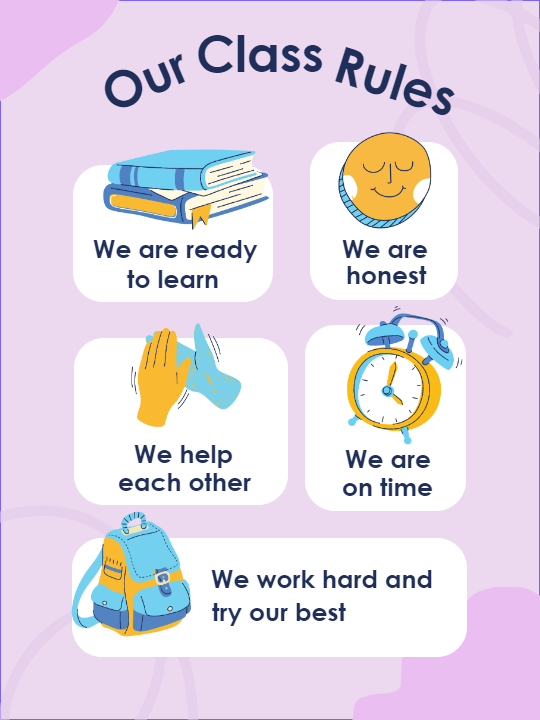 Our Class Rules
We are ready
to learn
We are
honest
We help
each other
We are
on time
We work hard and
try our best